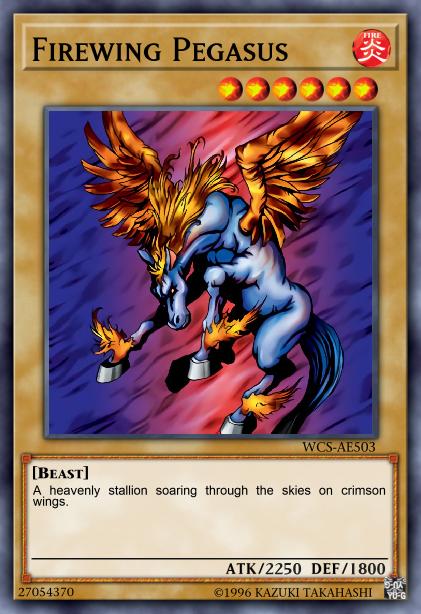 FIREWING PEGASUS
FIRE
炎
WCS-AE503
[BEAST]
A heavenly stallion soaring through the skies on crimson
wings.
ATK/2250 DEF/1800
27054370
©1996 KAZUKI TAKAHASHI